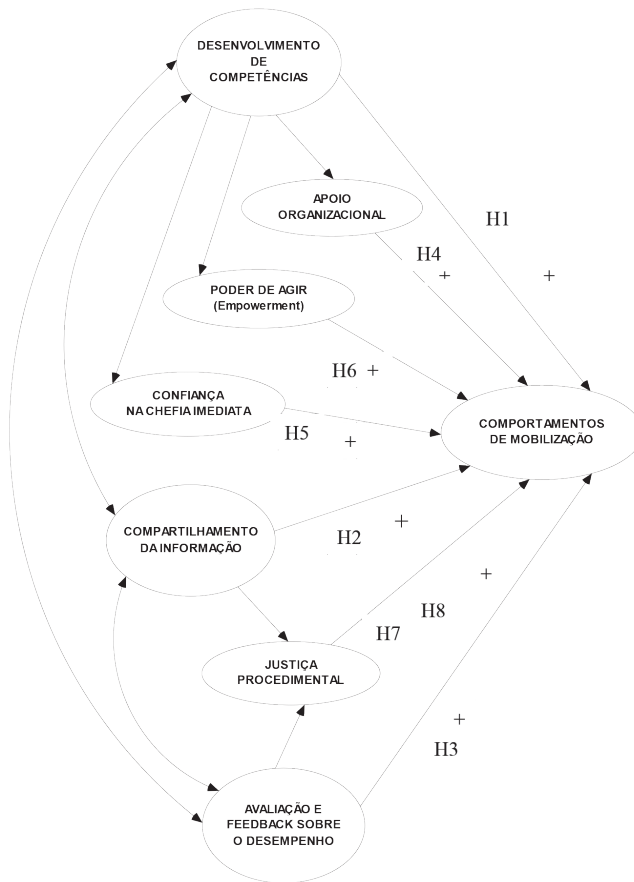 DESENVOLVIMENTO
DE
COMPETÊNCIAS
APOIO
ORGANIZACIONAL
H1
H4
+
+
PODER DE AGIR
(Empowerment)
H6 +
CONFIANÇA
NA CHEFIA IMEDIATA
COMPORTAMENTOS
DE MOBILIZAÇÃO
H5
+
COMPARTILHAMENTO
DA INFORMAÇÃO
+
H2
+
H8
H7
JUSTIÇA
PROCEDIMENTAL
+
H3
AVALIAÇÃO E
FEEDBACK SOBRE
O DESEMPENHO